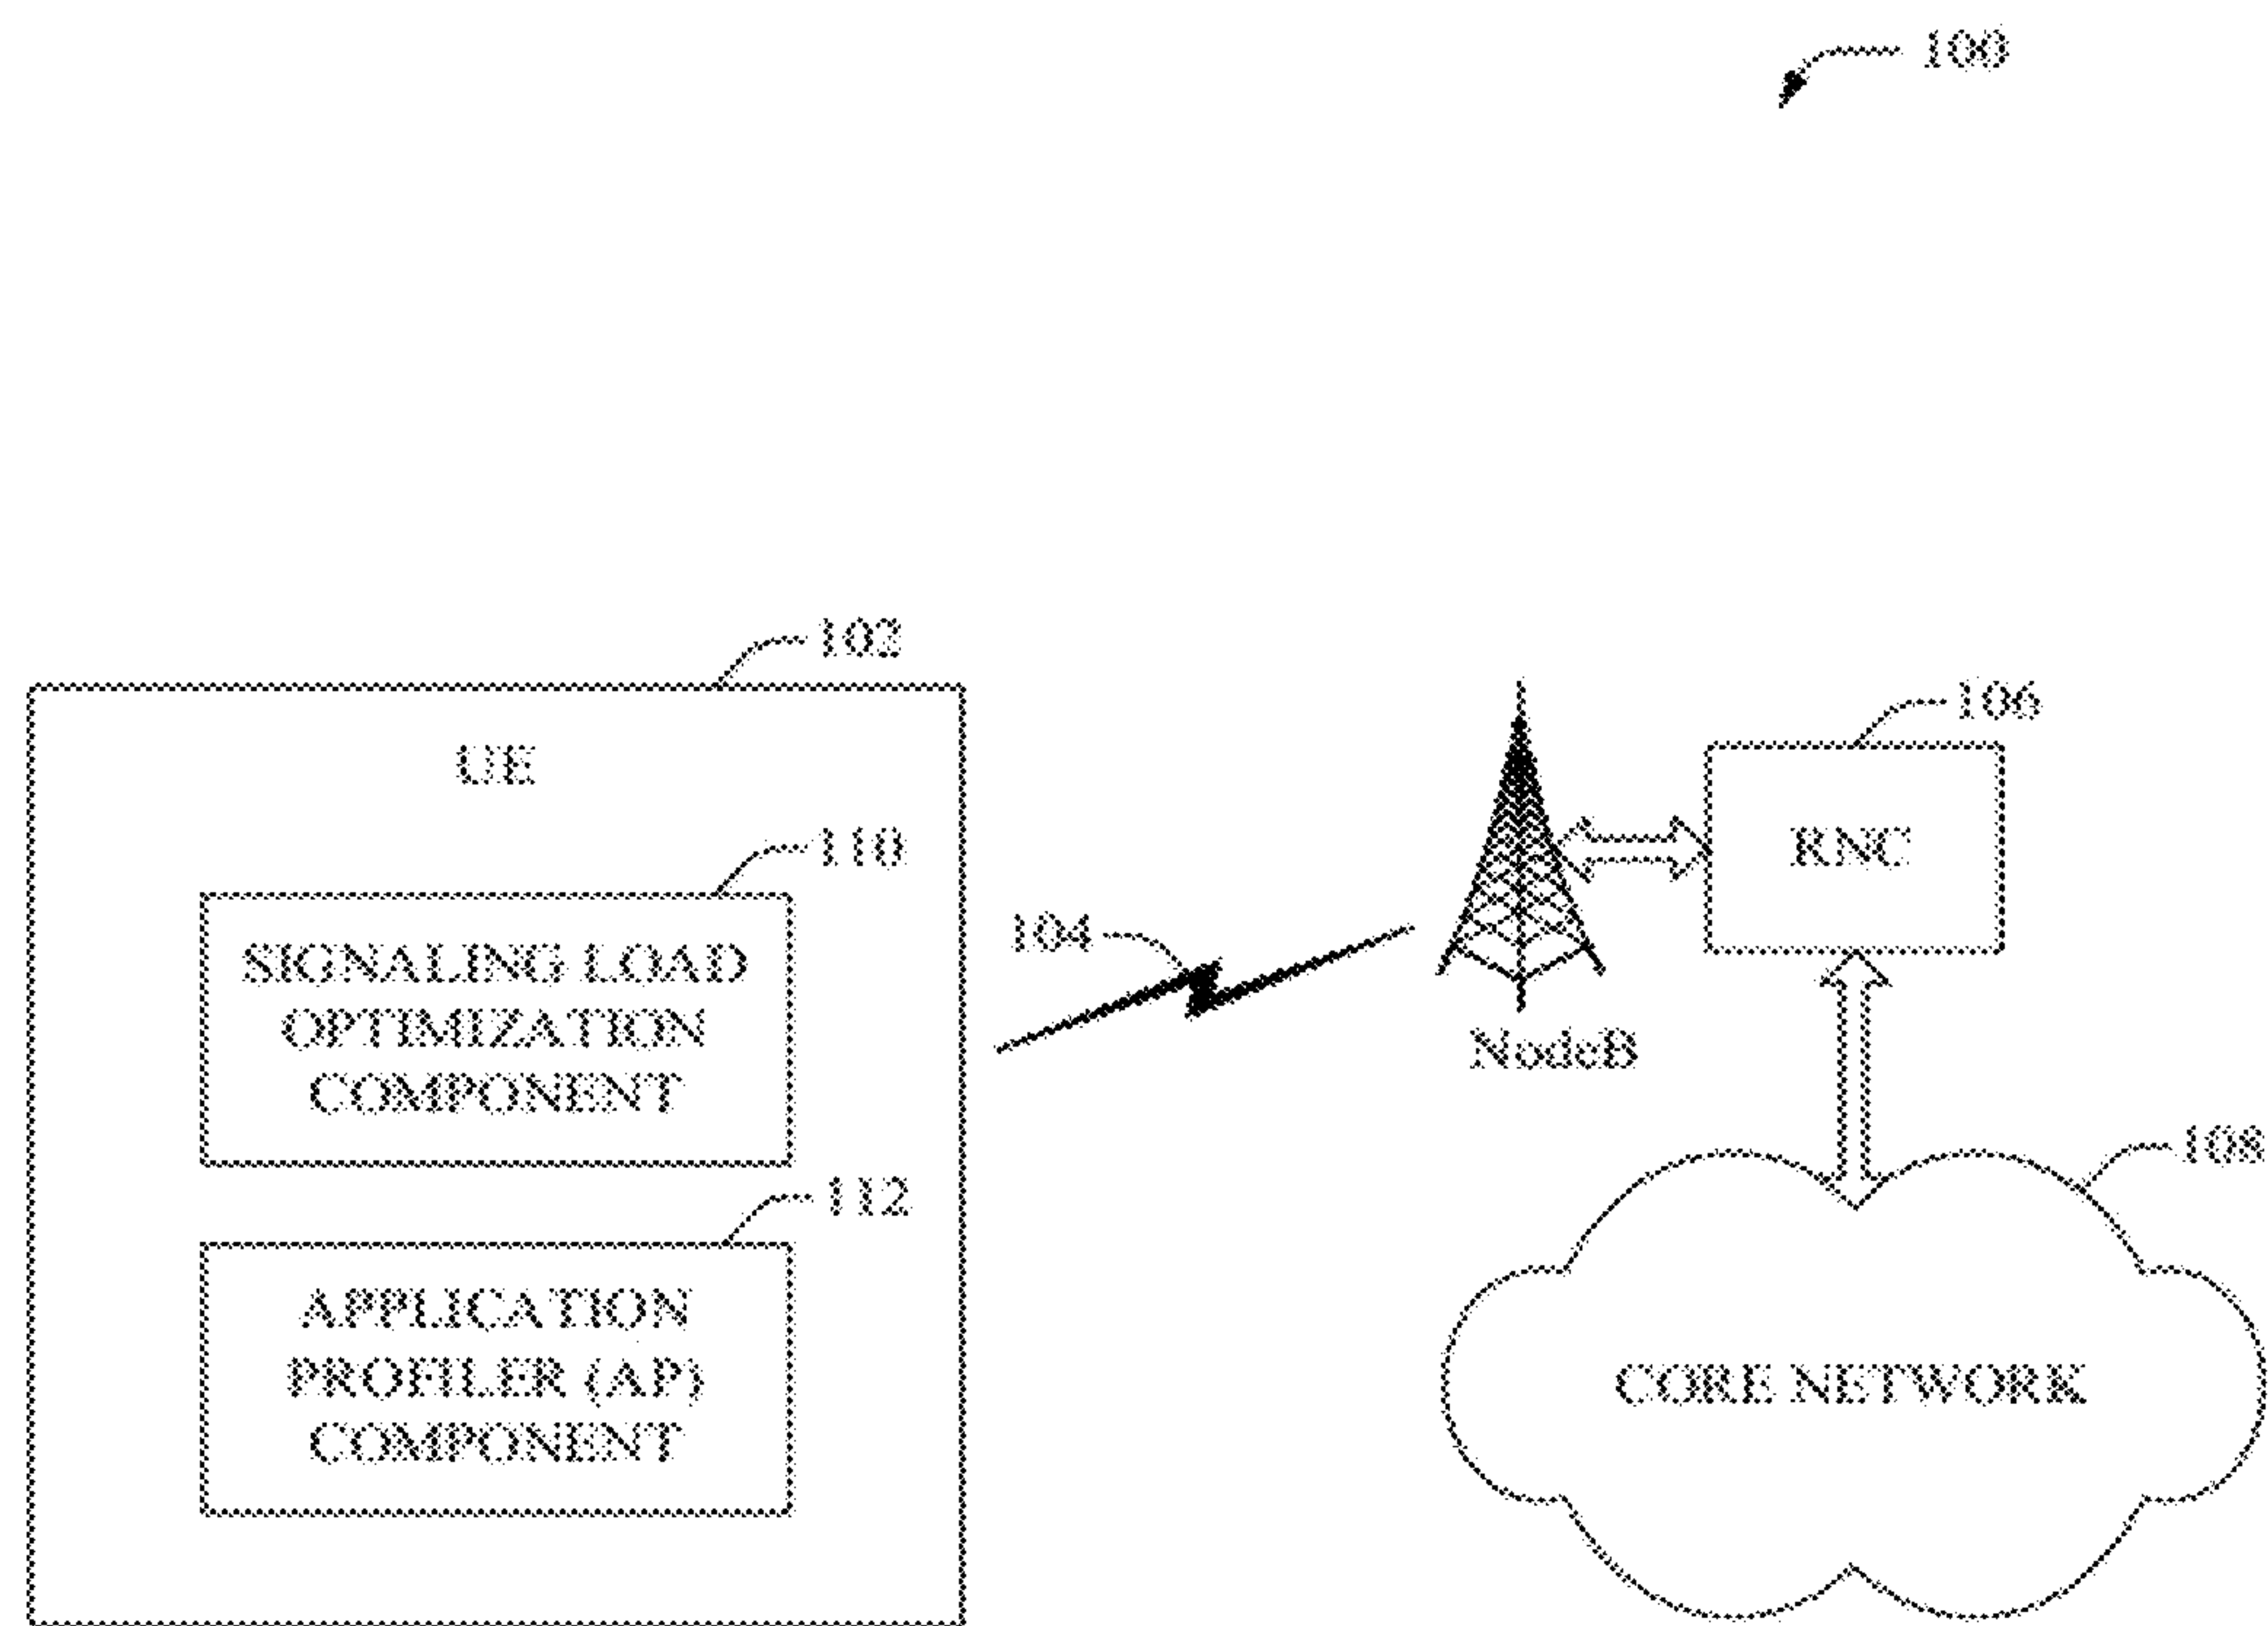 100
102
UE
110
SIGNALING LOAD
OPTIMIZATION
COMPONENT
112
APPLICATION
PROFILER (AP)
COMPONENT
104
NodeB
106
RNC
108
CORE NETWORK